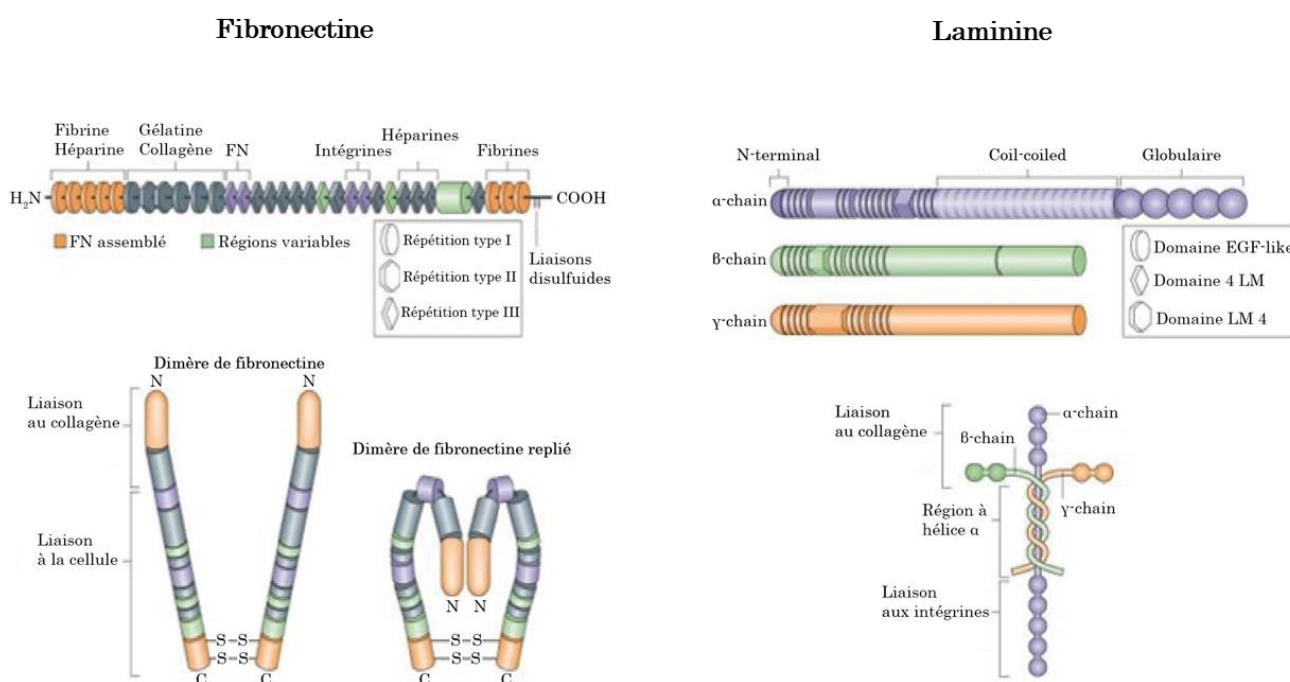 Fibronectine
Laminine
Fibrine
Héparine
Gélatine
Collagène
FN
Intégrines
Héparines
Fibrines
H₂N
COOH
FN assemblé
Régions variables
Répétition type I
Répétition type II
Répétition type III
Liaisons
disulfuides
N-terminal
Coil-coiled
Globulaire
α-chain
ß-chain
γ-chain
Domaine EGF-like
Domaine 4 LM
Domaine LM 4
Dimère de fibronectine
N
N
Liaison
au collagène
Liaison
à la cellule
S–S
S–S
C
C
Dimère de fibronectine replié
N
N
S–S
S–S
C
C
Liaison
au collagène
α-chain
ß-chain
γ-chain
Région à
hélice α
Liaison
aux intégrines